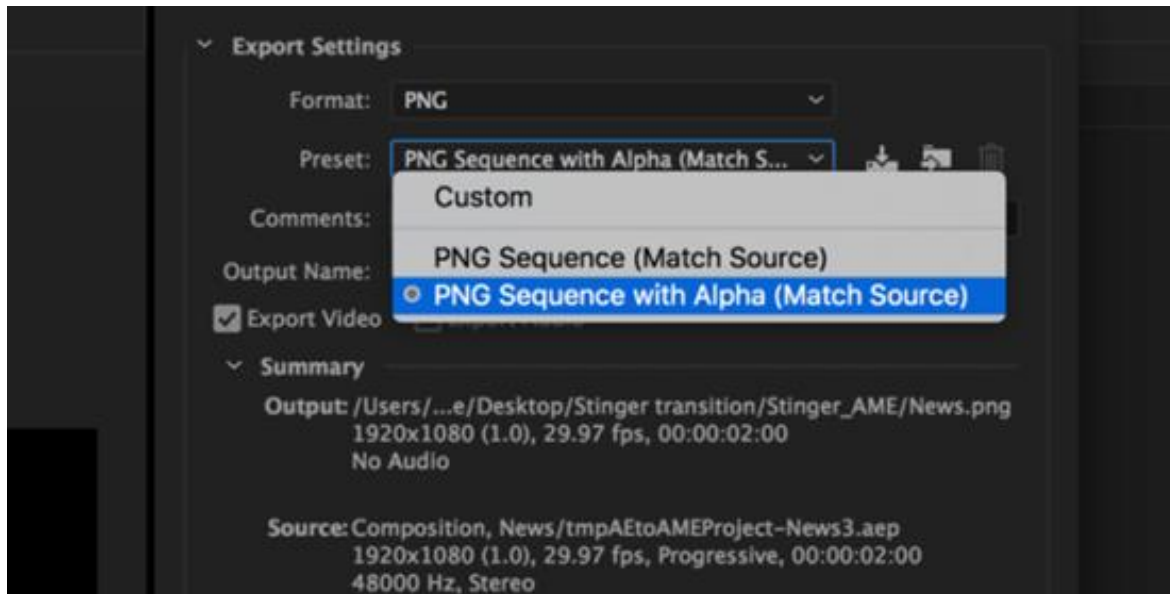 Export Settings
Format: PNG
Preset: PNG Sequence with Alpha (Match S...
Custom
Comments:
PNG Sequence (Match Source)
Output Name:
PNG Sequence with Alpha (Match Source)
Export Video
Summary
Output: /Users/...e/Desktop/Stinger transition/Stinger_AME/News.png
1920x1080 (1.0), 29.97 fps, 00:00:02:00
No Audio
Source: Composition, News/tmpAEtoAMEProject-News3.aep
1920x1080 (1.0), 29.97 fps, Progressive, 00:00:02:00
48000 Hz, Stereo